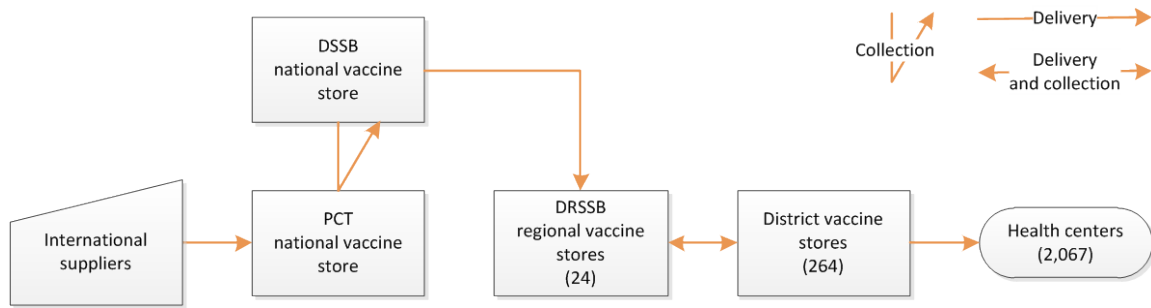 DSSB
national vaccine
store
Collection
Delivery
Delivery
and collection
International
suppliers
PCT
national vaccine
store
DRSSB
regional vaccine
stores
(24)
District vaccine
stores
(264)
Health centers
(2,067)